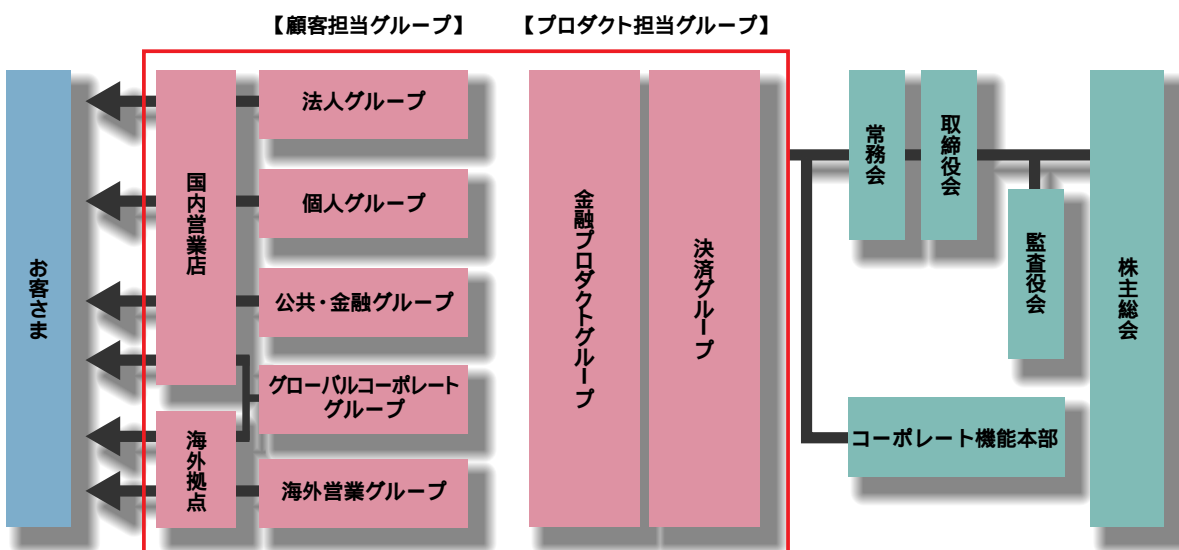 【顧客担当グループ】
【プロダクト担当グループ】
お客さま
国内営業店
海外拠点
法人グループ
個人グループ
公共・金融グループ
グローバルコーポレート
グループ
海外営業グループ
金融プロダクトグループ
決済グループ
常務会
取締役会
監査役会
コーポレート機能本部
株主総会